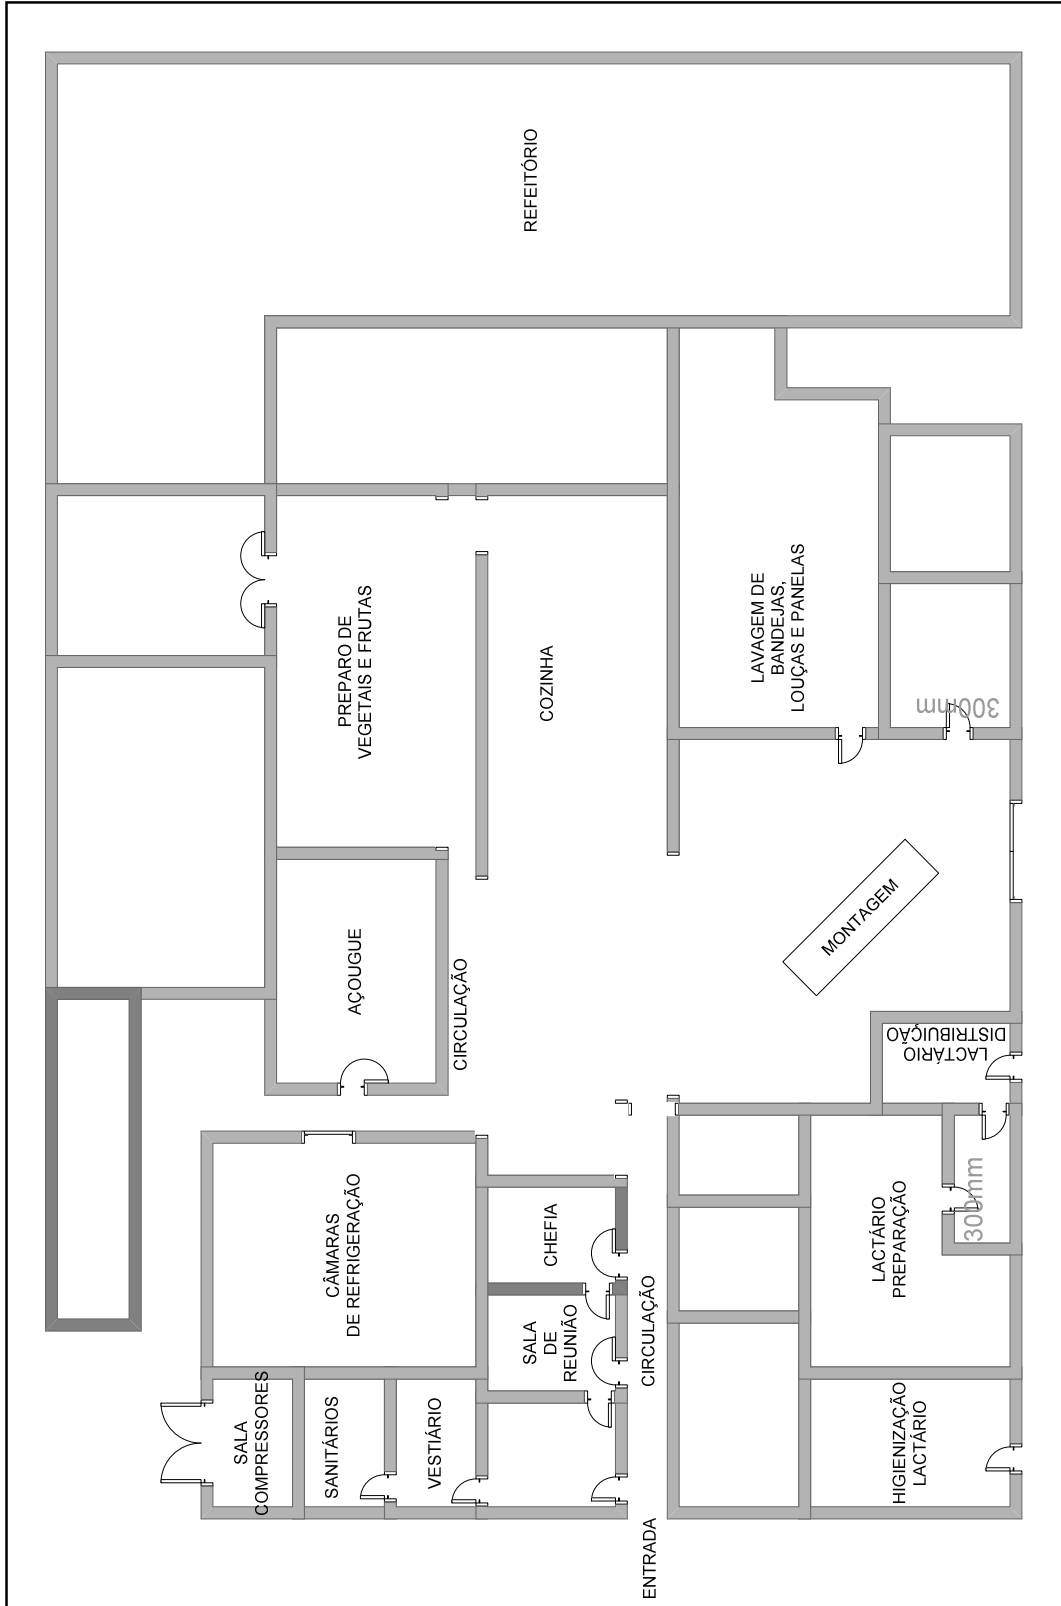 REFEITÓRIO
PREPARO DE
VEGETAIS E FRUTAS
COZINHA
LAVAGEM DE
BANDEJAS,
LOUÇAS E PANELAS
300mm
MONTAGEM
AÇOUGUE
CIRCULAÇÃO
LACTÁRIO
DISTRIBUIÇÃO
CÂMARAS
DE REFRIGERAÇÃO
CHEFIA
SALA
DE
REUNIÃO
CIRCULAÇÃO
LACTÁRIO
PREPARAÇÃO
300mm
SALA
COMPRESSORES
SANITÁRIOS
VESTIÁRIO
HIGIENIZAÇÃO
LACTÁRIO
ENTRADA